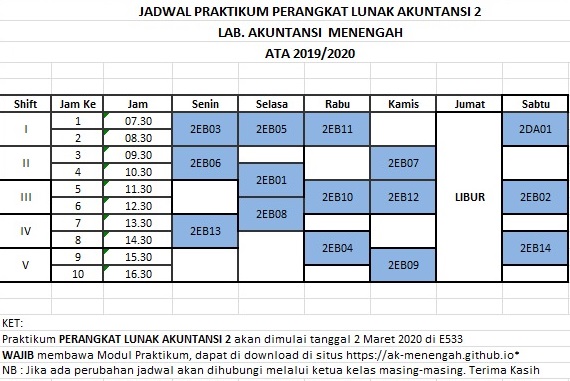 JADWAL PRAKTIKUM PERANGKAT LUNAK AKUNTANSI 2
LAB. AKUNTANSI MENENGAH
ATA 2019/2020
Shift Jam Ke Jam Senin Selasa Rabu Kamis Jumat Sabtu
I 1 07.30 2EB03 2EB05 2EB11 2DA01
2 08.30
II 3 09.30 2EB06 2EB07
4 10.30 2EB01
III 5 11.30 2EB10 2EB12 LIBUR 2EB02
6 12.30 2EB08
IV 7 13.30 2EB13
8 14.30 2EB04 2EB14
V 9 15.30 2EB09
10 16.30
KET:
Praktikum PERANGKAT LUNAK AKUNTANSI 2 akan dimulai tanggal 2 Maret 2020 di E533
WAJIB membawa Modul Praktikum, dapat di download di situs https://ak-menengah.github.io*
NB : Jika ada perubahan jadwal akan dihubungi melalui ketua kelas masing-masing. Terima Kasih